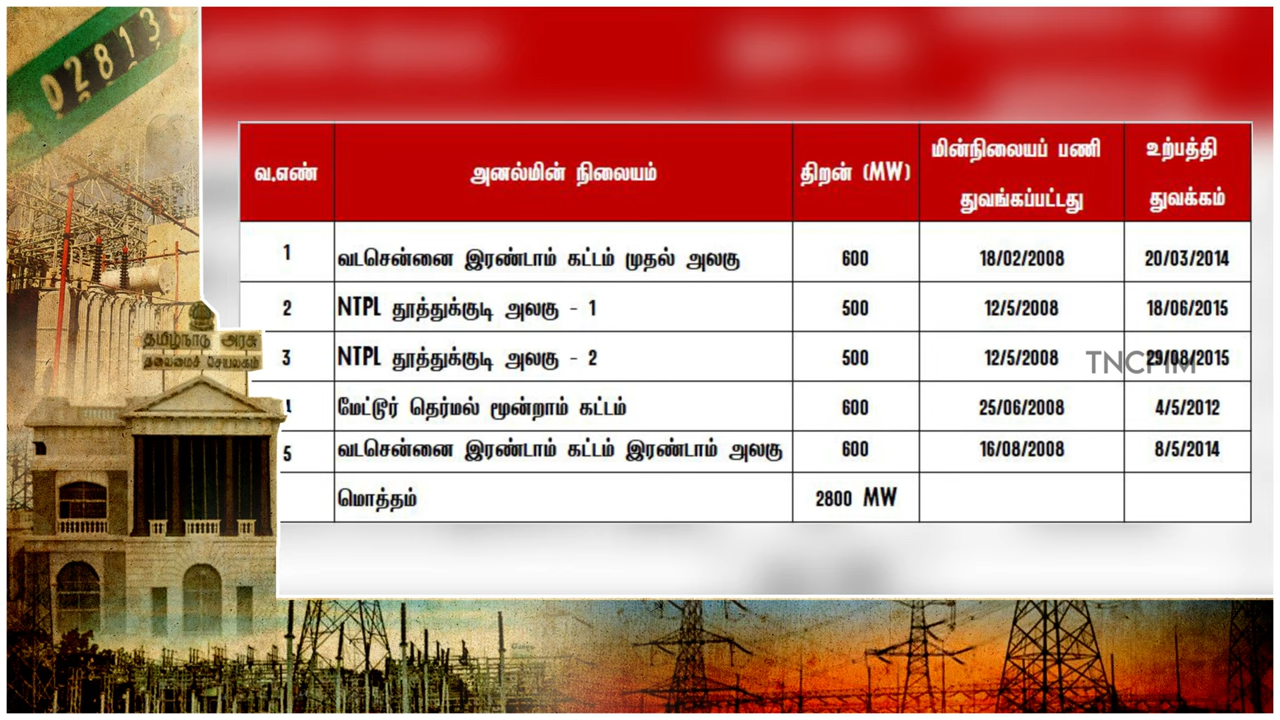 02813
தமிழ்நாடு அரசு
தலைமைச் செயலகம்
வ.எண் அனல்மின் நிலையம் திறன் (MW) மின்நிலையப் பணி துவங்கப்பட்டது உற்பத்தி துவக்கம்
1 வடசென்னை இரண்டாம் கட்டம் முதல் அலகு 600 18/02/2008 20/03/2014
2 NTPL தூத்துக்குடி அலகு - 1 500 12/5/2008 18/06/2015
3 NTPL தூத்துக்குடி அலகு - 2 500 12/5/2008 29/08/2015
TNCPIM
4 மேட்டூர் தெர்மல் மூன்றாம் கட்டம் 600 25/06/2008 4/5/2012
5 வடசென்னை இரண்டாம் கட்டம் இரண்டாம் அலகு 600 16/08/2008 8/5/2014
மொத்தம் 2800 MW